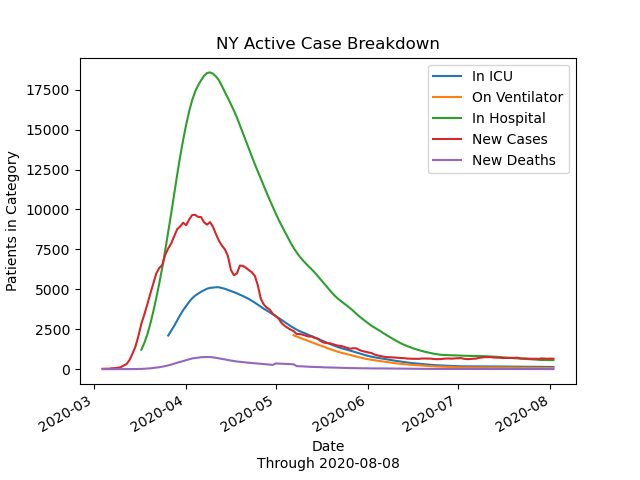 NY Active Case Breakdown
In ICU
On Ventilator
In Hospital
New Cases
New Deaths
Patients in Category
17500
15000
12500
10000
7500
5000
2500
0
2020-03
2020-04
2020-05
2020-06
2020-07
2020-08
Date
Through 2020-08-08